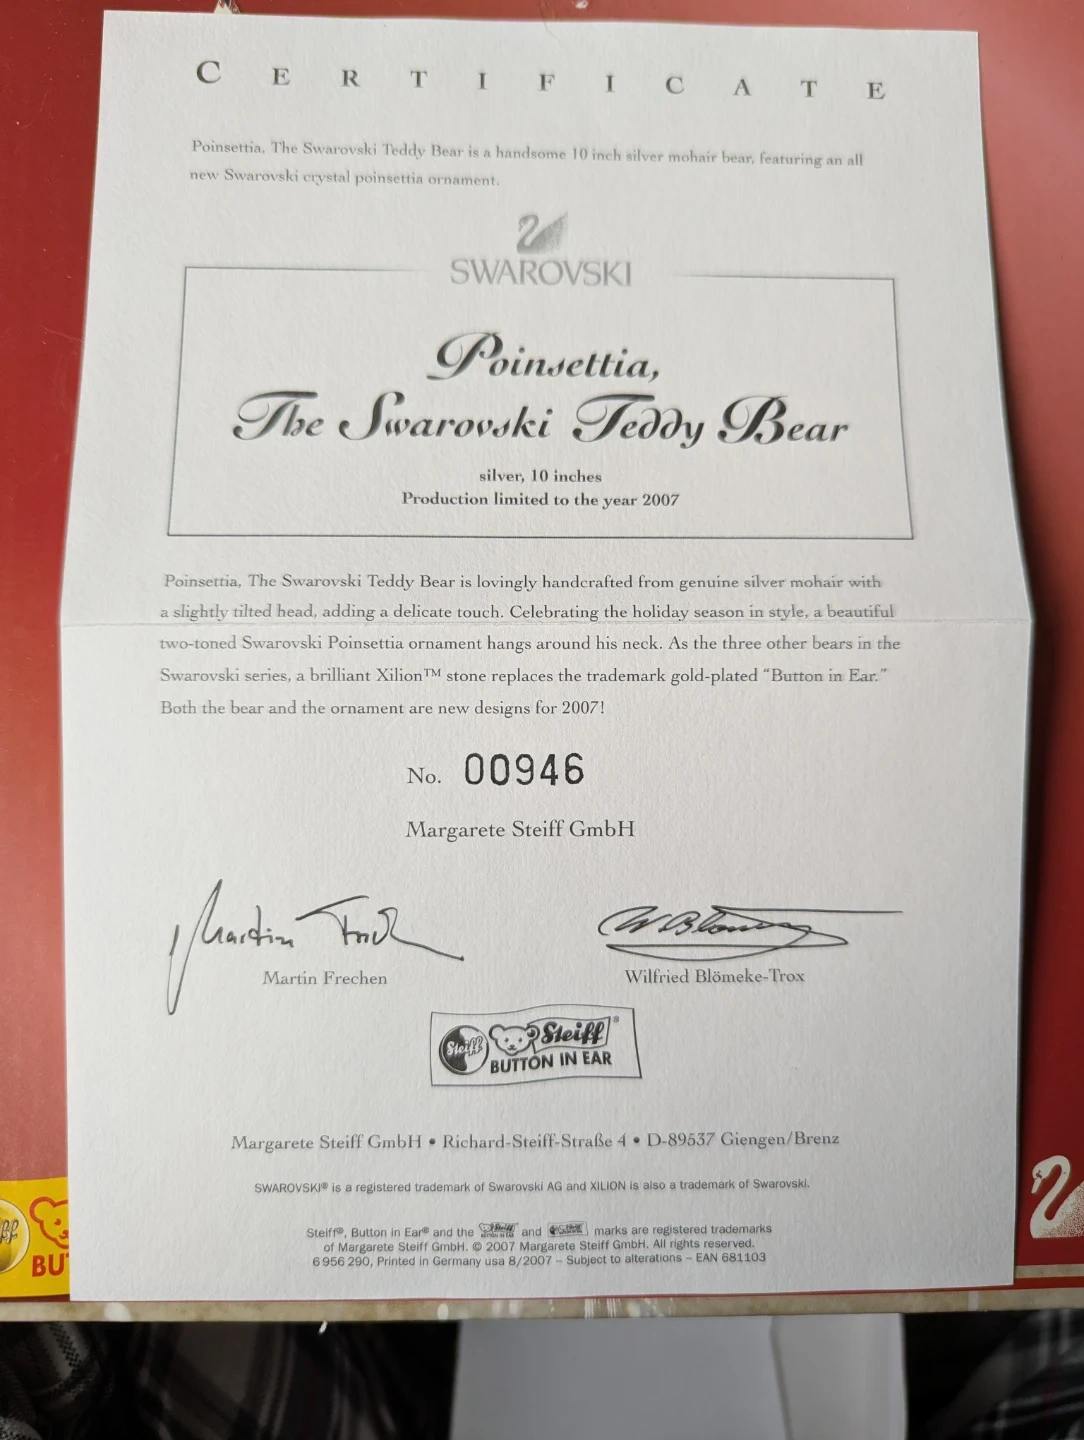 CERTIFICATE
Poinsettia, The Swarovski Teddy Bear is a handsome 10 inch silver mohair bear, featuring an all
new Swarovski crystal poinsettia ornament.
SWAROVSKI
Poinsettia,
The Swarovski Teddy Bear
silver, 10 inches
Production limited to the year 2007
Poinsettia, The Swarovski Teddy Bear is lovingly handcrafted from genuine silver mohair with
a slightly tilted head, adding a delicate touch. Celebrating the holiday season in style, a beautiful
two-toned Swarovski Poinsettia ornament hangs around his neck. As the three other bears in the
Swarovski series, a brilliant Xilion™ stone replaces the trademark gold-plated “Button in Ear.”
Both the bear and the ornament are new designs for 2007!
No. 00946
Margarete Steiff GmbH
Martin Frechen Wilfried Blömeke-Trox
Steiff Steiff®
BUTTON IN EAR
Margarete Steiff GmbH • Richard-Steiff-Straße 4 • D-89537 Giengen/Brenz
SWAROVSKI® is a registered trademark of Swarovski AG and XILION is also a trademark of Swarovski.
Steiff®, Button in Ear® and the and marks are registered trademarks
of Margarete Steiff GmbH. © 2007 Margarete Steiff GmbH. All rights reserved.
6 956 290, Printed in Germany usa 8/2007 – Subject to alterations – EAN 681103